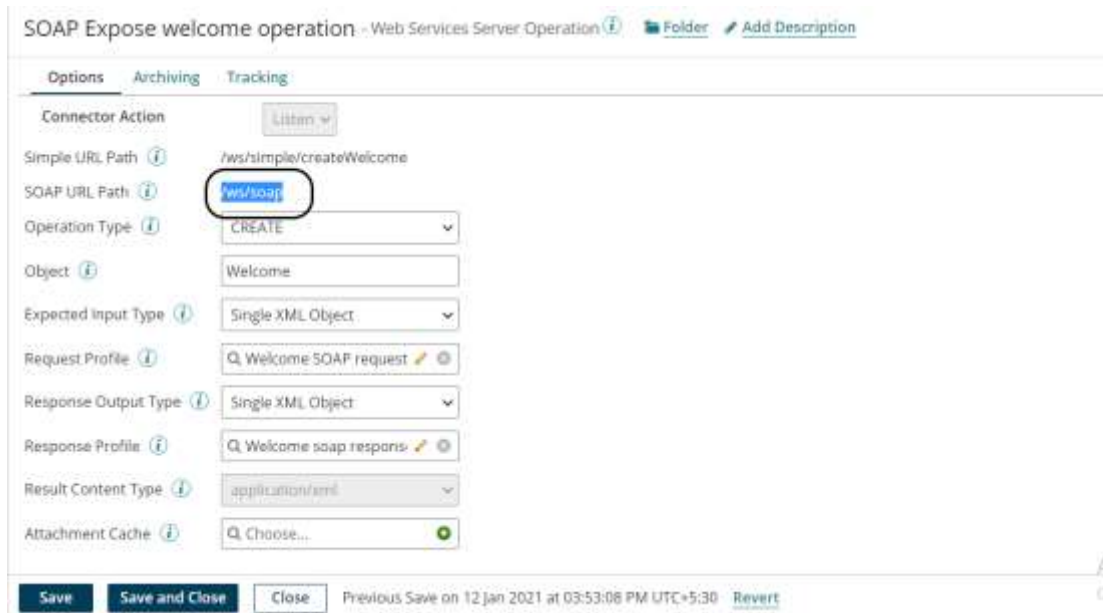 SOAP Expose welcome operation - Web Services Server Operation i Folder Add Description
Options Archiving Tracking
Connector Action Listen
Simple URL Path i /ws/simple/createWelcome
SOAP URL Path i /ws/soap
Operation Type i CREATE
Object i Welcome
Expected Input Type i Single XML Object
Request Profile i Welcome SOAP request
Response Output Type i Single XML Object
Response Profile i Welcome soap respons
Result Content Type i application/xml
Attachment Cache i Choose...
Save Save and Close Close Previous Save on 12 Jan 2021 at 03:53:08 PM UTC+5:30 Revert